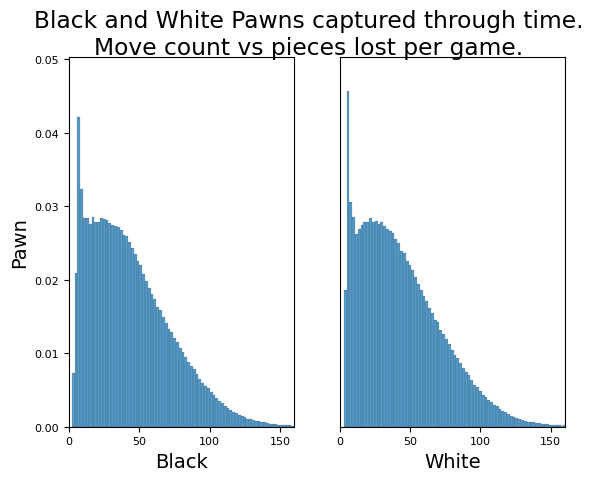 Black and White Pawns captured through time.
Move count vs pieces lost per game.
0.05
0.04
0.03
0.02
0.01
0.00
Pawn
0 50 100 150
0 50 100 150
Black
White